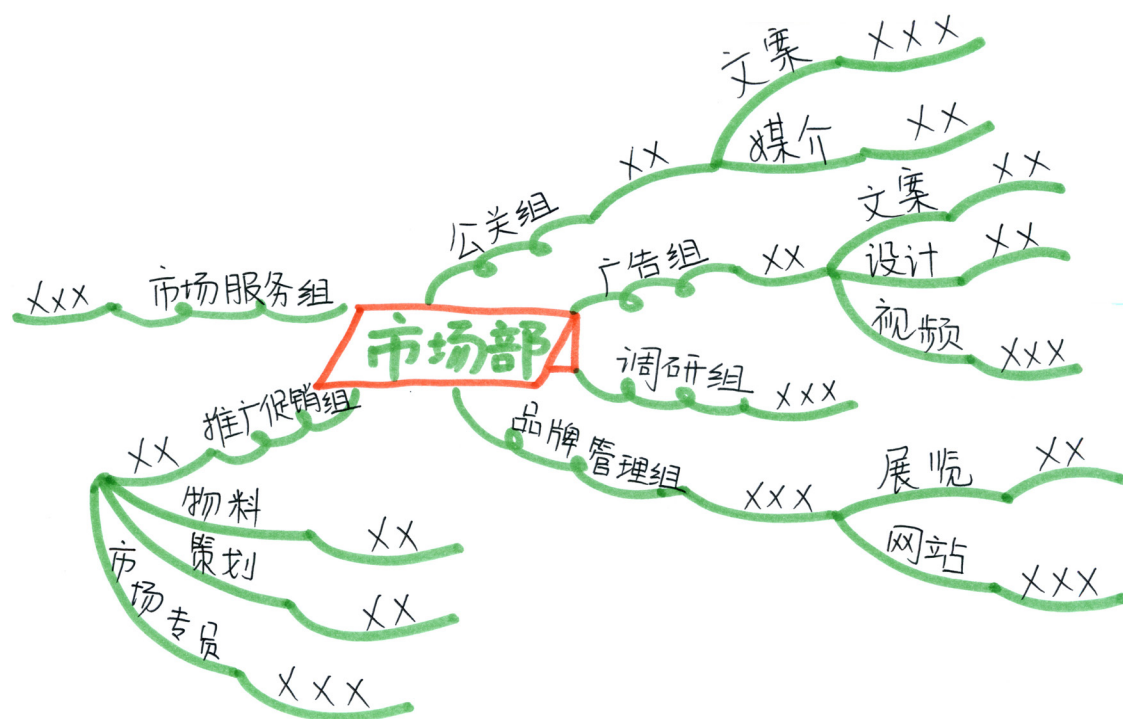 市场部
公关组
XX
文案
XXX
媒介
XX
广告组
XX
文案
XX
设计
XX
视频
XXX
调研组
XXX
品牌管理组
XXX
展览
XX
网站
XXX
推广促销组
XX
物料
XX
策划
XX
市场专员
XXX
市场服务组
XXX